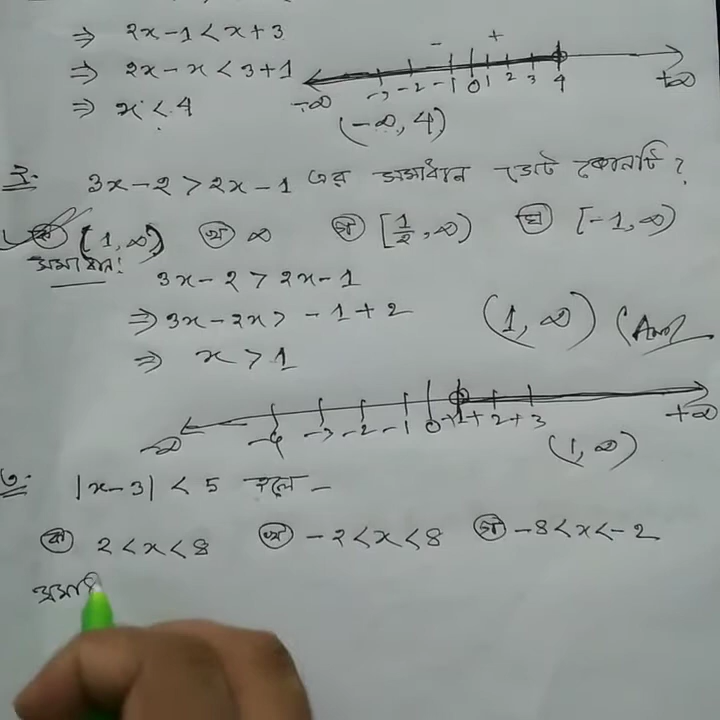 ⇒ 2x - 1 < x + 3
⇒ 2x - x < 3 + 1
⇒ x < 4
- +
-∞ -3 -2 -1 0 1 2 3 4 +∞
(-∞, 4)
২. 3x - 2 > 2x - 1 এর সমাধান সেট কোনটি?
ক (1, ∞) খ ∞ গ [1/2, ∞) ঘ [-1, ∞)
সমাধান:
3x - 2 > 2x - 1
⇒ 3x - 2x > -1 + 2
⇒ x > 1
(1, ∞) (Ans)
-∞ -4 -3 -2 -1 0 +1 +2 +3 +∞
(1, ∞)
৩. |x - 3| < 5 হলে -
ক 2 < x < 8 খ -2 < x < 8 গ -8 < x < -2